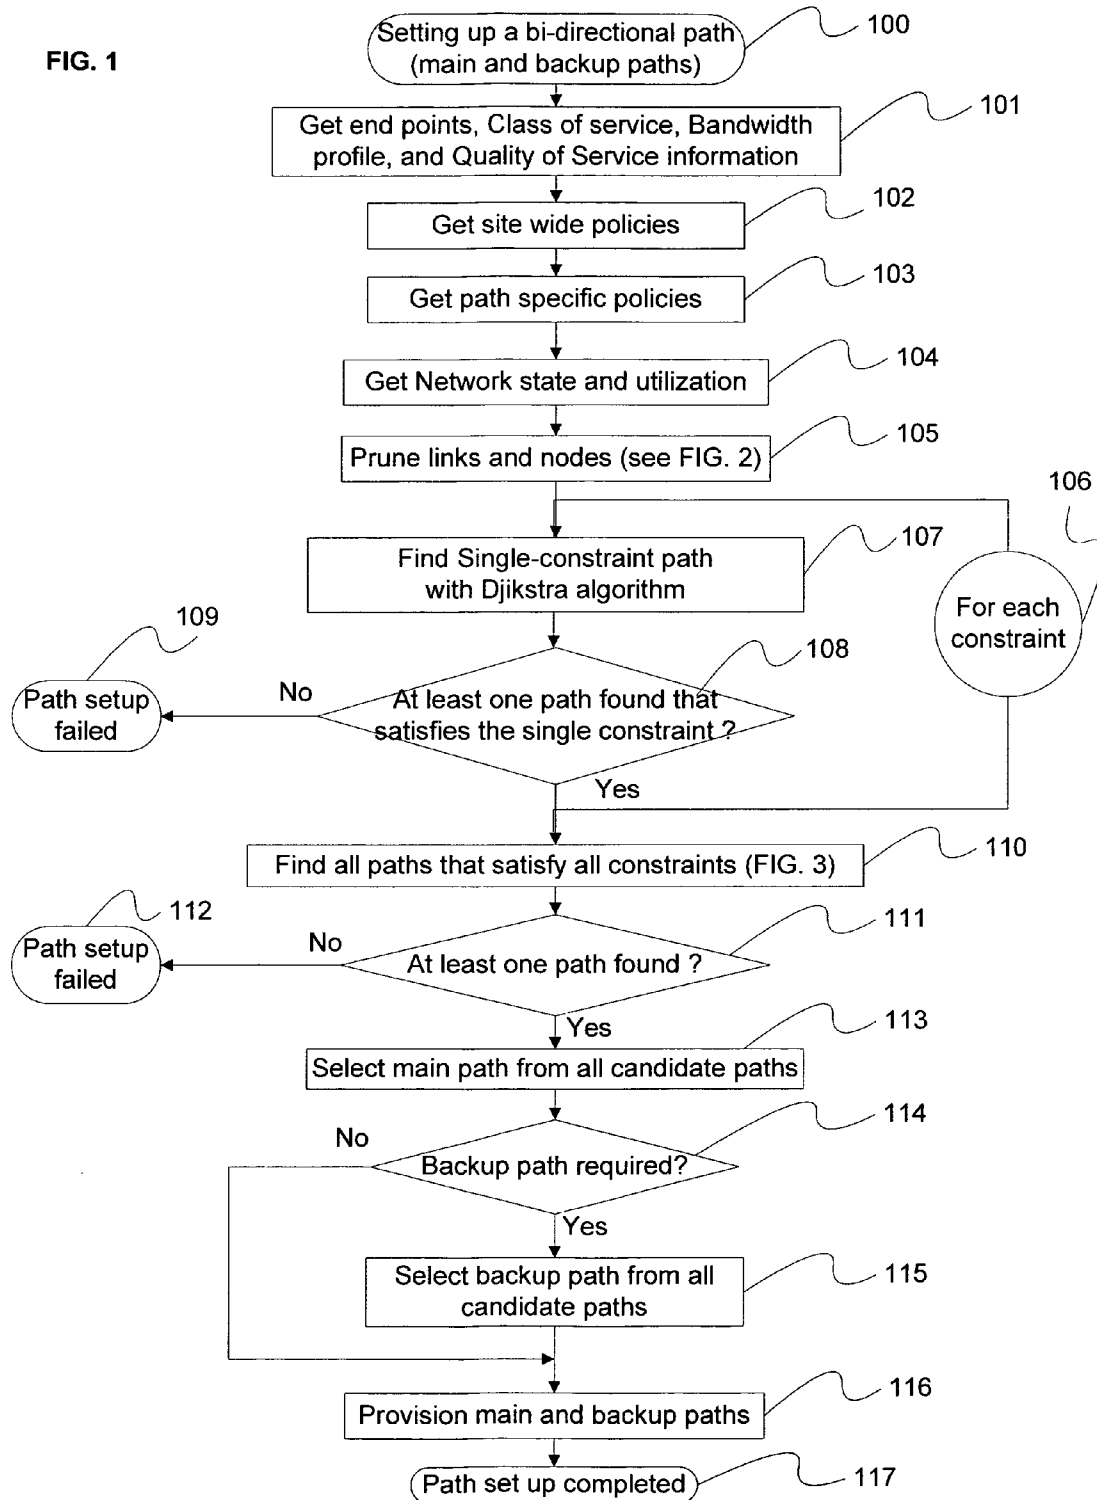 FIG. 1
Setting up a bi-directional path
(main and backup paths)
100
Get end points, Class of service, Bandwidth
profile, and Quality of Service information
101
Get site wide policies
102
Get path specific policies
103
Get Network state and utilization
104
Prune links and nodes (see FIG. 2)
105
106
Find Single-constraint path
with Djikstra algorithm
107
For each
constraint
109
Path setup
failed
No
At least one path found that
satisfies the single constraint ?
108
Yes
Find all paths that satisfy all constraints (FIG. 3)
110
112
Path setup
failed
No
At least one path found ?
111
Yes
Select main path from all candidate paths
113
No
Backup path required?
114
Yes
Select backup path from all
candidate paths
115
Provision main and backup paths
116
Path set up completed
117